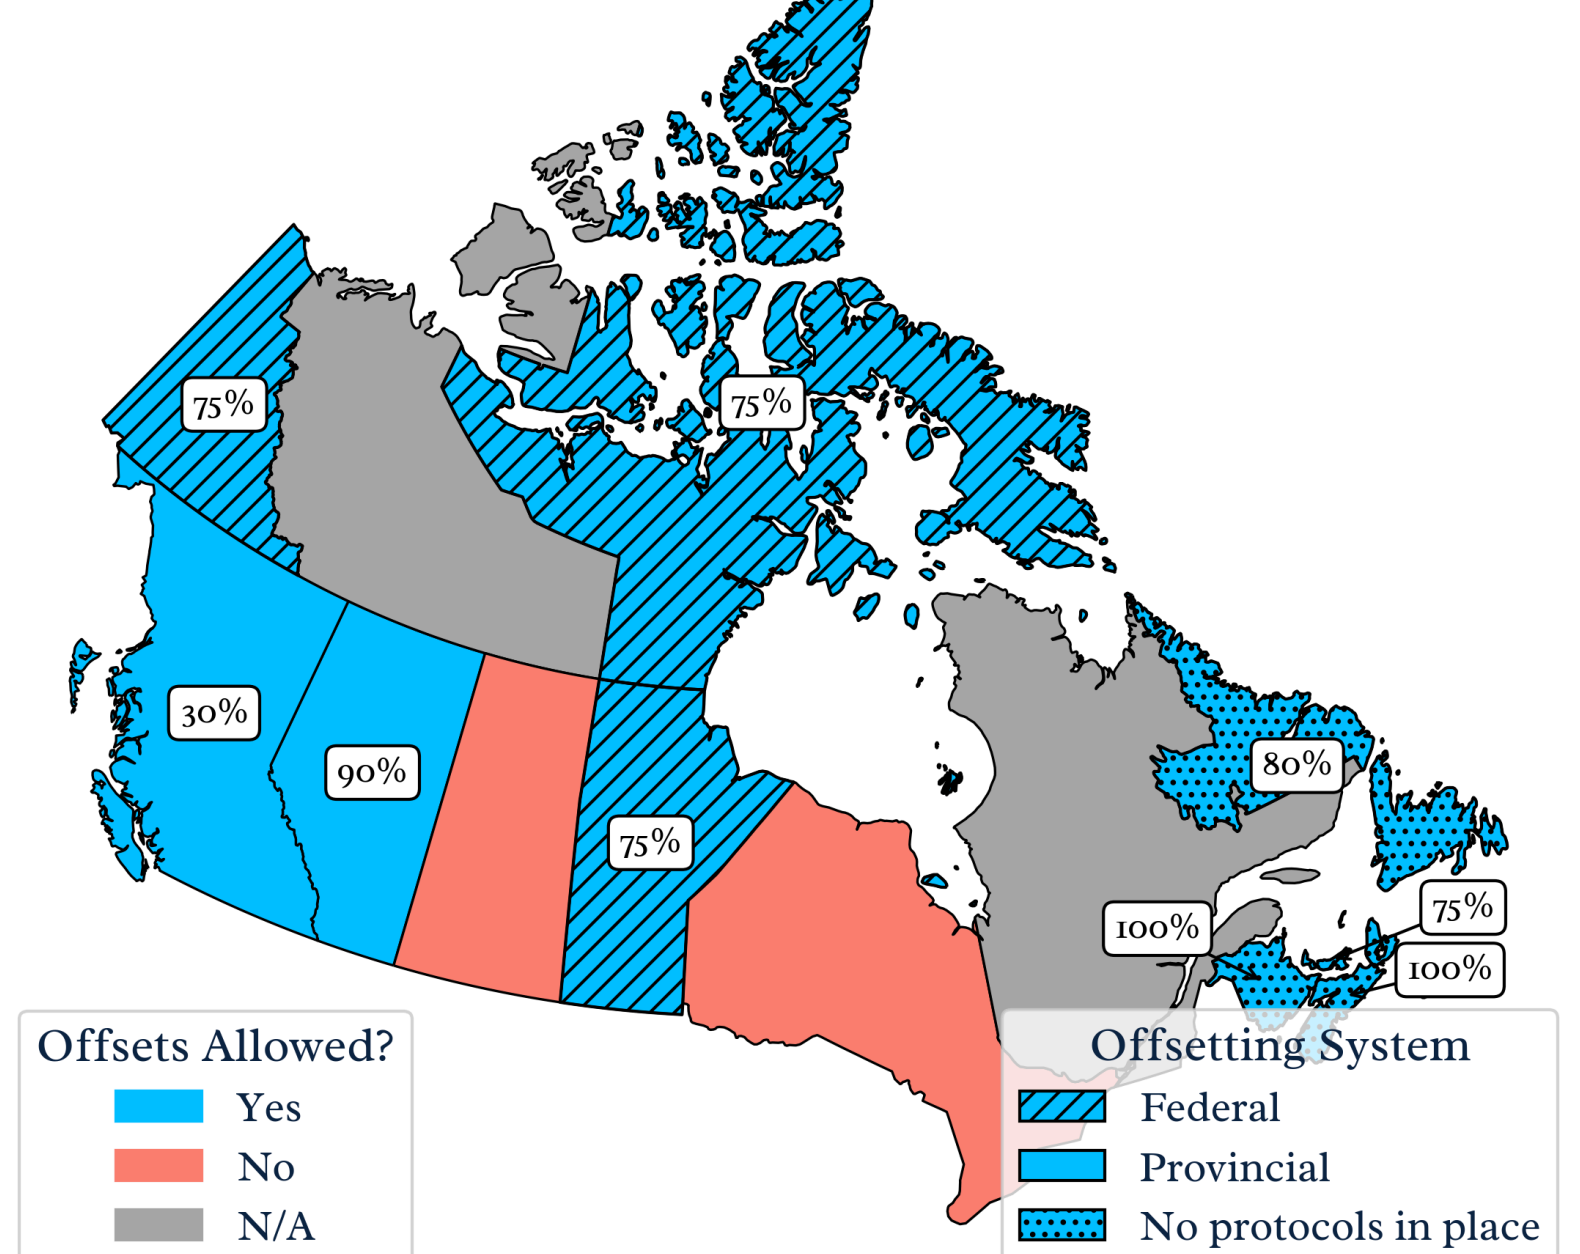 75%
75%
30%
90%
75%
80%
100%
75%
100%
Offsets Allowed?
Yes
No
N/A
Offsetting System
Federal
Provincial
No protocols in place